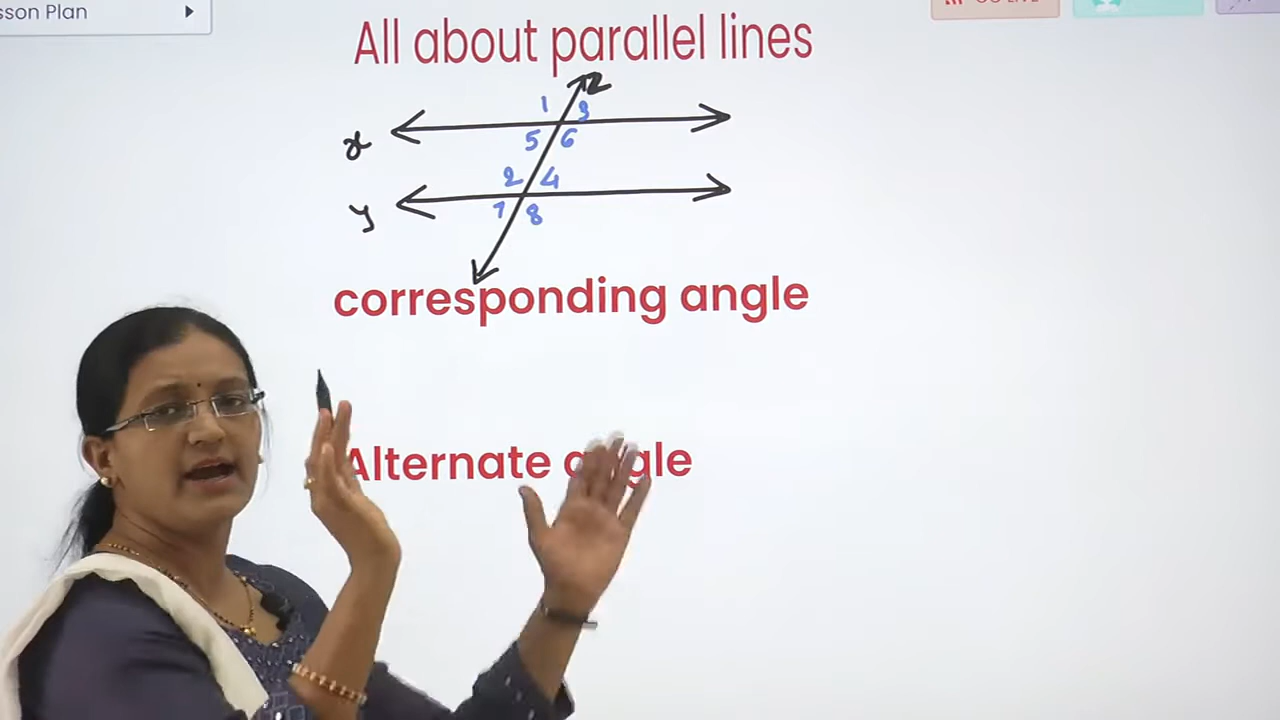 sson Plan
All about parallel lines
1 3
x
5 6
2 4
y
7 8
corresponding angle
Alternate angle